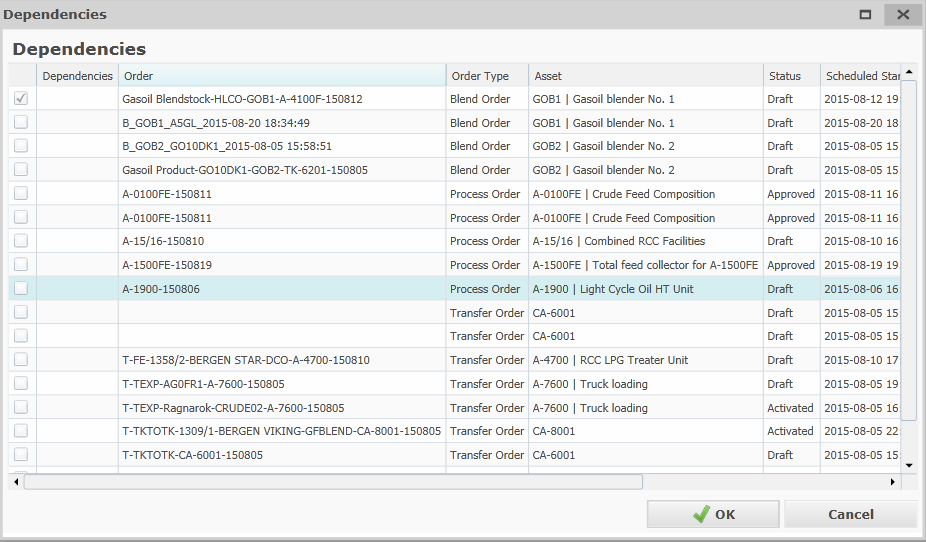 Dependencies
Dependencies
Dependencies Order Order Type Asset Status Scheduled Star
Gasoil Blendstock-HLCO-GOB1-A-4100F-150812 Blend Order GOB1 | Gasoil blender No. 1 Draft 2015-08-12 19
B_GOB1_A5GL_2015-08-20 18:34:49 Blend Order GOB1 | Gasoil blender No. 1 Draft 2015-08-20 18
B_GOB2_GO10DK1_2015-08-05 15:58:51 Blend Order GOB2 | Gasoil blender No. 2 Draft 2015-08-05 15
Gasoil Product-GO10DK1-GOB2-TK-6201-150805 Blend Order GOB2 | Gasoil blender No. 2 Draft 2015-08-05 15
A-0100FE-150811 Process Order A-0100FE | Crude Feed Composition Approved 2015-08-11 16
A-0100FE-150811 Process Order A-0100FE | Crude Feed Composition Approved 2015-08-11 16
A-15/16-150810 Process Order A-15/16 | Combined RCC Facilities Draft 2015-08-10 16
A-1500FE-150819 Process Order A-1500FE | Total feed collector for A-1500FE Approved 2015-08-19 19
A-1900-150806 Process Order A-1900 | Light Cycle Oil HT Unit Draft 2015-08-06 16
Transfer Order CA-6001 Draft 2015-08-05 15
Transfer Order CA-6001 Draft 2015-08-05 15
T-FE-1358/2-BERGEN STAR-DCO-A-4700-150810 Transfer Order A-4700 | RCC LPG Treater Unit Draft 2015-08-10 17
T-TEXP-AG0FR1-A-7600-150805 Transfer Order A-7600 | Truck loading Draft 2015-08-05 19
T-TEXP-Ragnarok-CRUDE02-A-7600-150805 Transfer Order A-7600 | Truck loading Activated 2015-08-05 16
T-TKTOTK-1309/1-BERGEN VIKING-GFBLEND-CA-8001-150805 Transfer Order CA-8001 Activated 2015-08-05 22
T-TKTOTK-CA-6001-150805 Transfer Order CA-6001 Draft 2015-08-05 15
OK Cancel